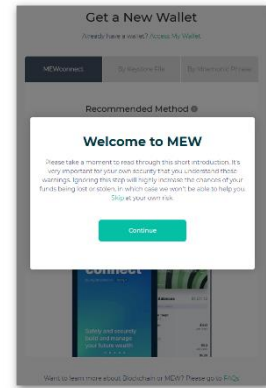 Get a New Wallet
Already have a wallet? Access My Wallet
MEWconnect
By Keystore File
By Mnemonic Phrase
Recommended Method
Welcome to MEW
Please take a moment to read through this short introduction. It's
very important for your own security that you understand these
warnings. Ignoring this step will highly increase the chances of your
funds being lost or stolen, in which case we won't be able to help you.
Skip at your own risk.
Continue
connect
Safely and securely
build and manage
your future wealth
Want to learn more about Blockchain or MEW? Please go to FAQs